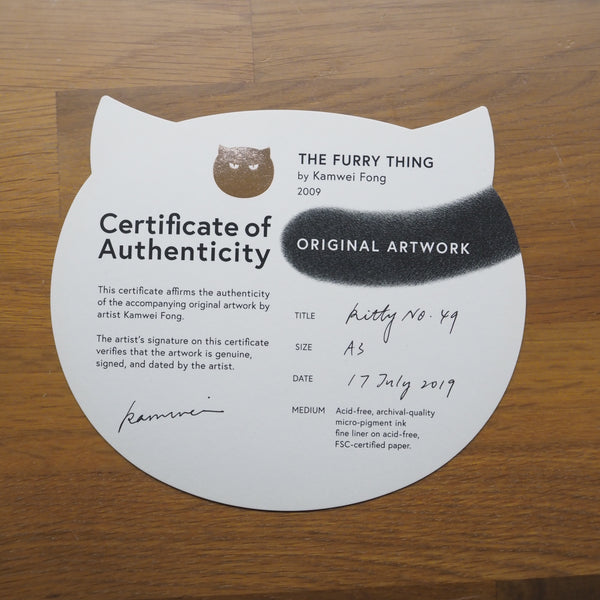 THE FURRY THING
by Kamwei Fong
2009
Certificate of
Authenticity
ORIGINAL ARTWORK
This certificate affirms the authenticity
of the accompanying original artwork by
artist Kamwei Fong.
The artist's signature on this certificate
verifies that the artwork is genuine,
signed, and dated by the artist.
kamwei
TITLE Kitty No. 49
SIZE A3
DATE 17 July 2019
MEDIUM Acid-free, archival-quality
micro-pigment ink
fine liner on acid-free,
FSC-certified paper.